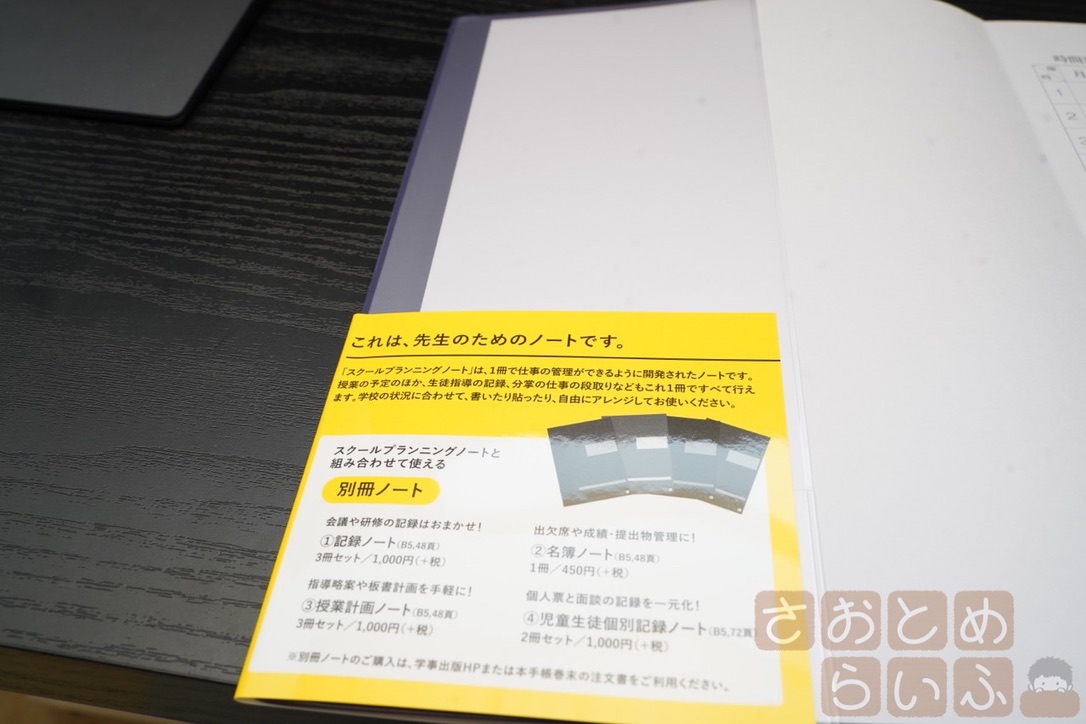 これは、先生のためのノートです。
「スクールプランニングノート」は、1冊で仕事の管理ができるように開発されたノートです。
授業の予定のほか、生徒指導の記録、分掌の仕事の段取りなどもこれ1冊ですべて行え
ます。学校の状況に合わせて、書いたり貼ったり、自由にアレンジしてお使いください。
スクールプランニングノートと
組み合わせて使える
別冊ノート
会議や研修の記録はおまかせ!
①記録ノート(B5,48頁)
3冊セット/1,000円(+税)
出欠席や成績・提出物管理に!
②名簿ノート(B5,48頁)
1冊/450円(+税)
指導略案や板書計画を手軽に!
③授業計画ノート(B5,48頁)
3冊セット/1,000円(+税)
個人票と面談の記録を一元化!
④児童生徒個別記録ノート(B5,72頁)
2冊セット/1,000円(+税)
※別冊ノートのご購入は、学事出版HPまたは本手帳巻末の注文書をご利用ください。
月
1
2
さおとめ
らいふ